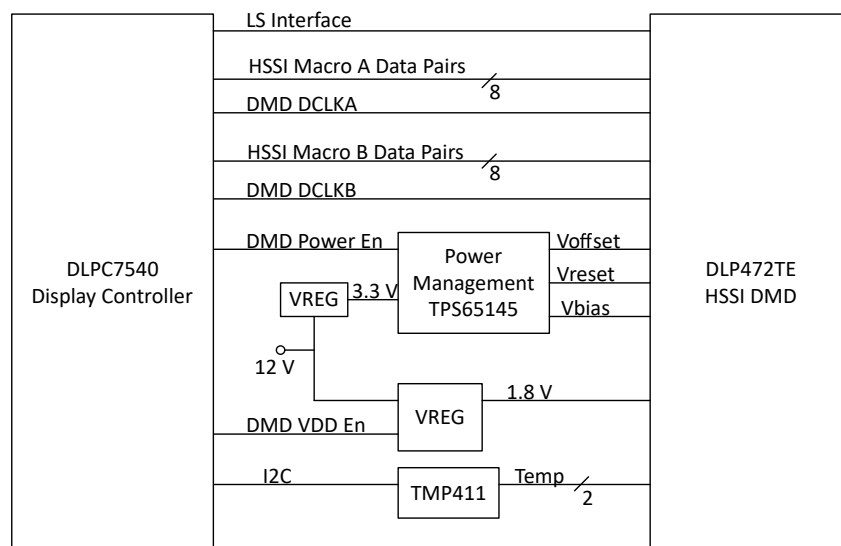 LS Interface
HSSI Macro A Data Pairs
8
DMD DCLKA
HSSI Macro B Data Pairs
8
DMD DCLKB
DMD Power En
Power
Management
TPS65145
Voffset
Vreset
Vbias
DLPC7540
Display Controller
DLP472TE
HSSI DMD
VREG
3.3 V
12 V
1.8 V
VREG
DMD VDD En
I2C
TMP411
Temp
2